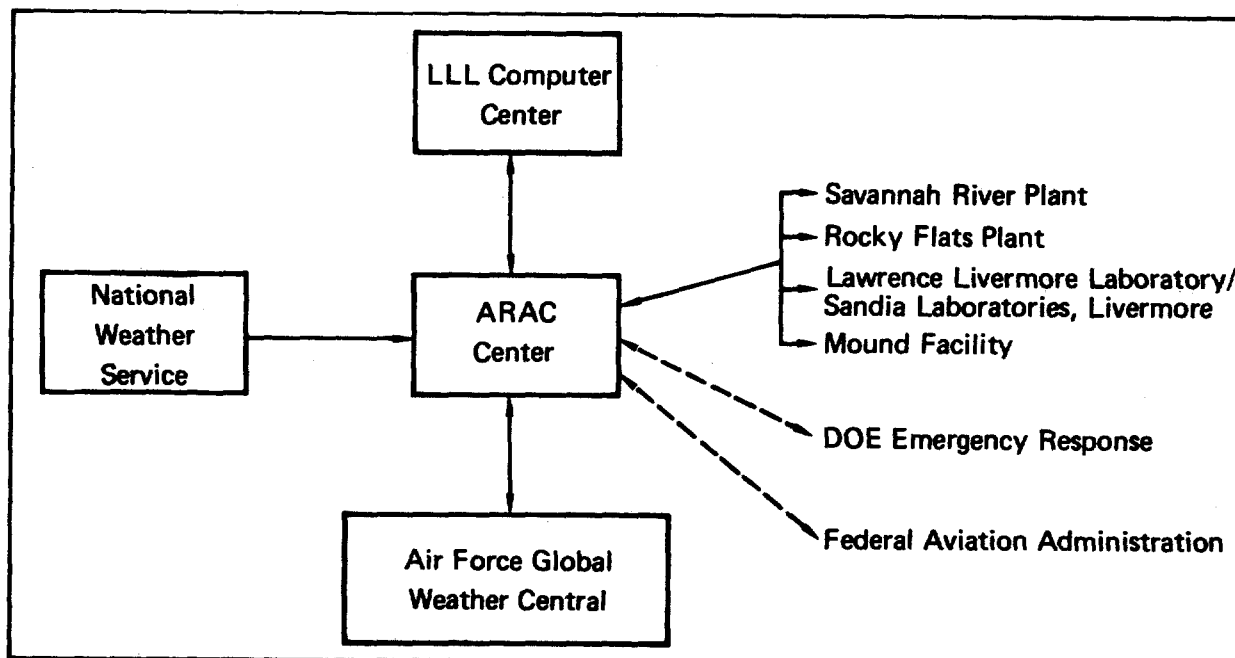 LLL Computer
Center
National
Weather
Service
ARAC
Center
Savannah River Plant
Rocky Flats Plant
Lawrence Livermore Laboratory/
Sandia Laboratories, Livermore
Mound Facility
DOE Emergency Response
Federal Aviation Administration
Air Force Global
Weather Central